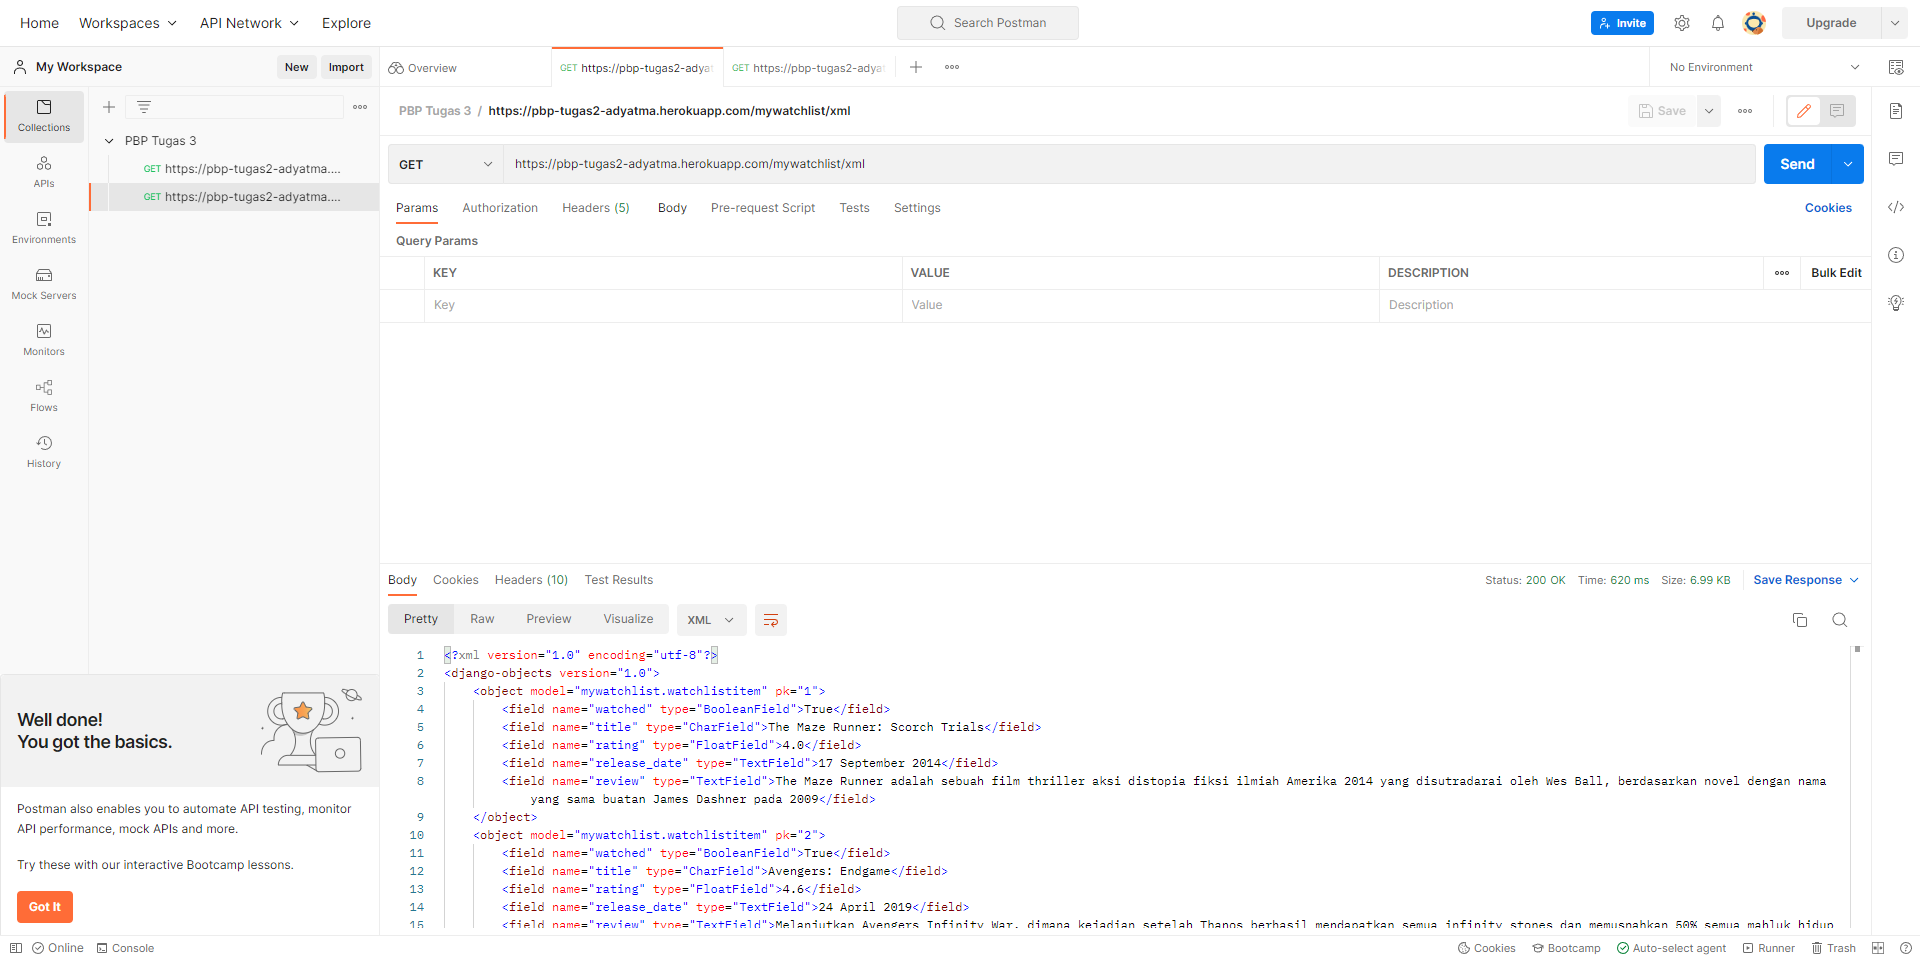 Home Workspaces API Network Explore Search Postman Invite Upgrade
My Workspace New Import Overview GET https://pbp-tugas2-adyat GET https://pbp-tugas2-adyat No Environment
Collections
APIs
Environments
Mock Servers
Monitors
Flows
History
PBP Tugas 3
GET https://pbp-tugas2-adyatma....
GET https://pbp-tugas2-adyatma....
PBP Tugas 3 / https://pbp-tugas2-adyatma.herokuapp.com/mywatchlist/xml Save
GET https://pbp-tugas2-adyatma.herokuapp.com/mywatchlist/xml Send
Params Authorization Headers (5) Body Pre-request Script Tests Settings Cookies
Query Params
KEY VALUE DESCRIPTION Bulk Edit
Key Value Description
Body Cookies Headers (10) Test Results Status: 200 OK Time: 620 ms Size: 6.99 KB Save Response
Pretty Raw Preview Visualize XML
1 <?xml version="1.0" encoding="utf-8"?>
2 <django-objects version="1.0">
3 <object model="mywatchlist.watchlistitem" pk="1">
4 <field name="watched" type="BooleanField">True</field>
5 <field name="title" type="CharField">The Maze Runner: Scorch Trials</field>
6 <field name="rating" type="FloatField">4.0</field>
7 <field name="release_date" type="TextField">17 September 2014</field>
8 <field name="review" type="TextField">The Maze Runner adalah sebuah film thriller aksi distopia fiksi ilmiah Amerika 2014 yang disutradarai oleh Wes Ball, berdasarkan novel dengan nama
yang sama buatan James Dashner pada 2009</field>
9 </object>
10 <object model="mywatchlist.watchlistitem" pk="2">
11 <field name="watched" type="BooleanField">True</field>
12 <field name="title" type="CharField">Avengers: Endgame</field>
13 <field name="rating" type="FloatField">4.6</field>
14 <field name="release_date" type="TextField">24 April 2019</field>
15 <field name="review" type="TextField">Melanjutkan Avengers Infinity War, dimana kejadian setelah Thanos berhasil mendapatkan semua infinity stones dan memusnahkan 50% semua mahluk hidup
Well done!
You got the basics.
Postman also enables you to automate API testing, monitor
API performance, mock APIs and more.
Try these with our interactive Bootcamp lessons.
Got It
Online Console Cookies Bootcamp Auto-select agent Runner Trash